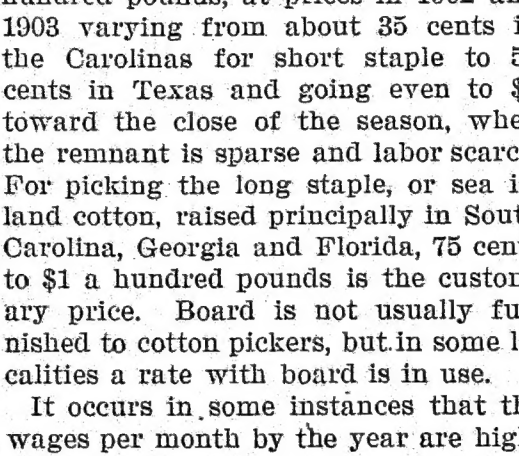 hundred pounds, at prices in 1902 an
1903 varying from about 35 cents i
the Carolinas for short staple to 5
cents in Texas and going even to $
toward the close of the season, whe
the remnant is sparse and labor scarc
For picking the long staple, or sea i
land cotton, raised principally in Sout
Carolina, Georgia and Florida, 75 cen
to $1 a hundred pounds is the custom
ary price. Board is not usually fu
nished to cotton pickers, but in some l
calities a rate with board is in use.
It occurs in some instances that th
wages per month by the year are high